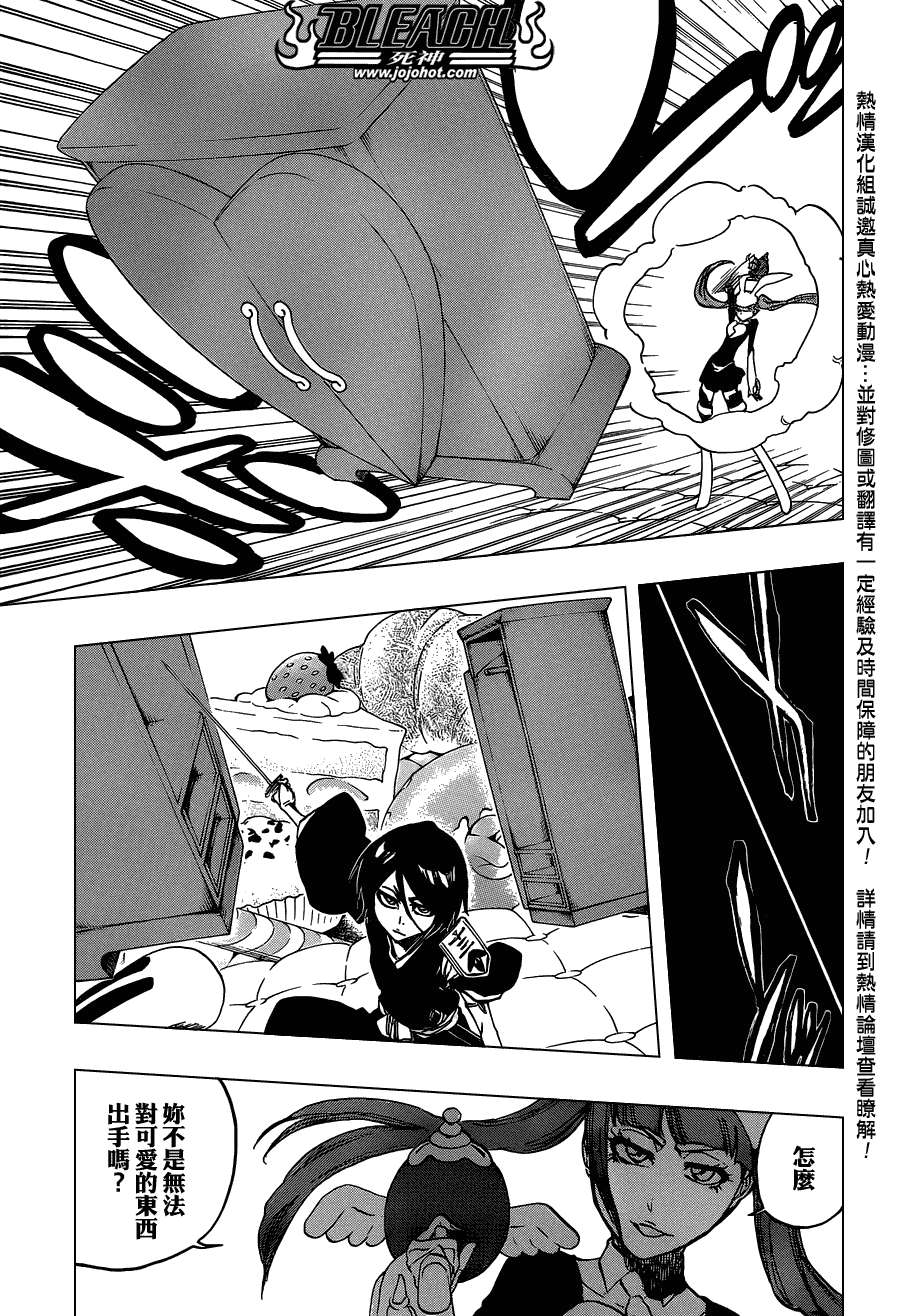 BLEACH
死神
www.jojohot.com
熱情漢化組誠邀真心熱愛動漫…並對修圖或翻譯有一定經驗及時間保障的朋友加入！ 詳情請到熱情論壇查看瞭解！
怎麼
妳不是無法
對可愛的東西
出手嗎？